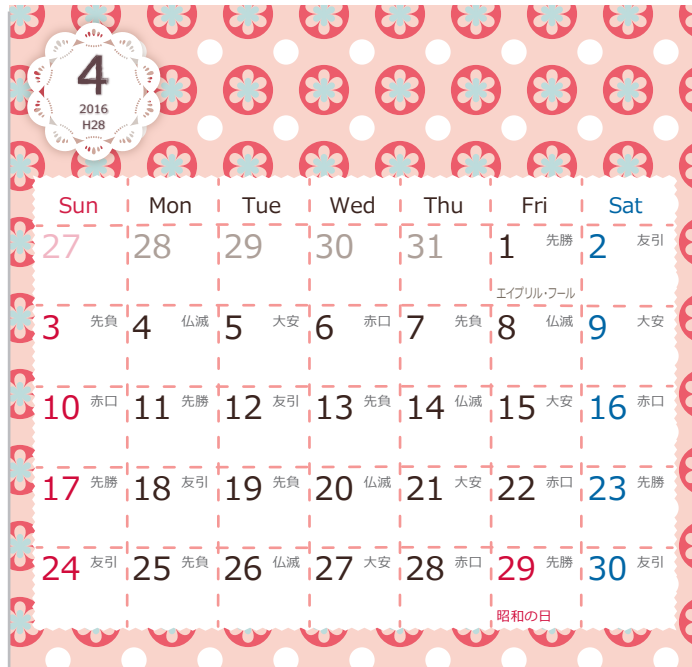 4
2016
H28
Sun Mon Tue Wed Thu Fri Sat
27 28 29 30 31 1 先勝 2 友引
エイプリル・フール
3 先負 4 仏滅 5 大安 6 赤口 7 先負 8 仏滅 9 大安
10 赤口 11 先勝 12 友引 13 先負 14 仏滅 15 大安 16 赤口
17 先勝 18 友引 19 先負 20 仏滅 21 大安 22 赤口 23 先勝
24 友引 25 先負 26 仏滅 27 大安 28 赤口 29 先勝 30 友引
昭和の日